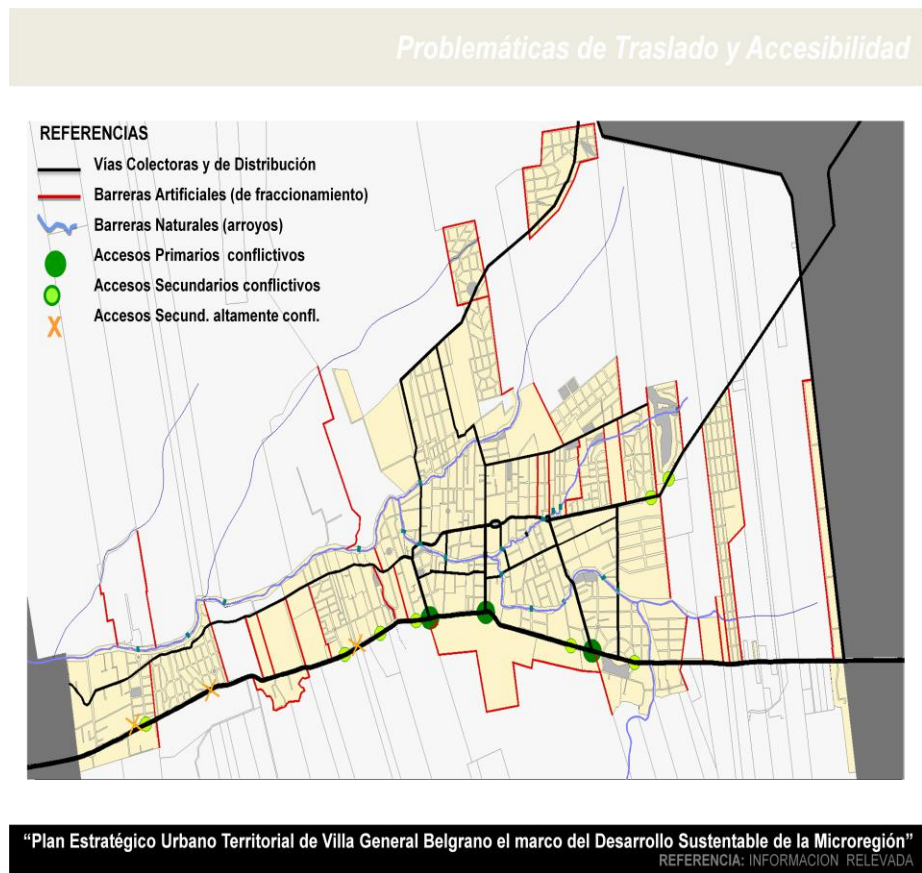 Problemáticas de Traslado y Accesibilidad
REFERENCIAS
Vías Colectoras y de Distribución
Barreras Artificiales (de fraccionamiento)
Barreras Naturales (arroyos)
Accesos Primarios conflictivos
Accesos Secundarios conflictivos
Accesos Secund. altamente confl.
“Plan Estratégico Urbano Territorial de Villa General Belgrano el marco del Desarrollo Sustentable de la Microregión”
REFERENCIA: INFORMACION RELEVADA